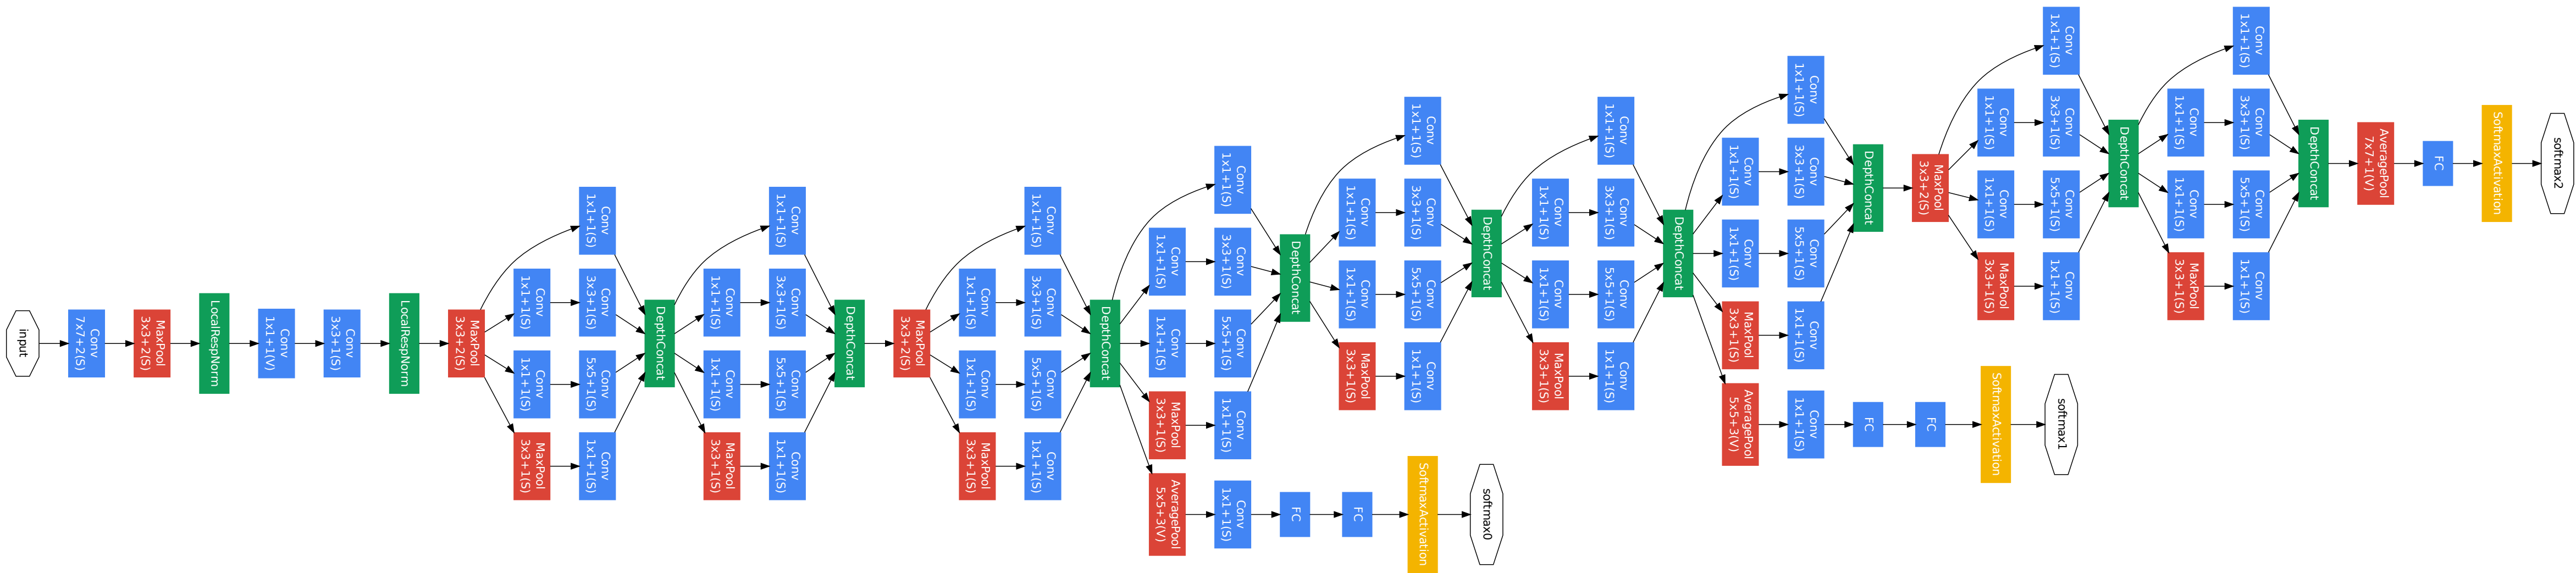 input
Conv
7x7+2(S)
MaxPool
3x3+2(S)
LocalRespNorm
Conv
1x1+1(V)
Conv
3x3+1(S)
LocalRespNorm
MaxPool
3x3+2(S)
Conv
1x1+1(S)
Conv
1x1+1(S)
MaxPool
3x3+1(S)
Conv
1x1+1(S)
Conv
3x3+1(S)
Conv
5x5+1(S)
Conv
1x1+1(S)
DepthConcat
Conv
1x1+1(S)
Conv
1x1+1(S)
MaxPool
3x3+1(S)
Conv
1x1+1(S)
Conv
3x3+1(S)
Conv
5x5+1(S)
Conv
1x1+1(S)
DepthConcat
MaxPool
3x3+2(S)
Conv
1x1+1(S)
Conv
1x1+1(S)
MaxPool
3x3+1(S)
Conv
1x1+1(S)
Conv
3x3+1(S)
Conv
5x5+1(S)
Conv
1x1+1(S)
DepthConcat
Conv
1x1+1(S)
Conv
1x1+1(S)
MaxPool
3x3+1(S)
AveragePool
5x5+3(V)
Conv
1x1+1(S)
Conv
3x3+1(S)
Conv
5x5+1(S)
Conv
1x1+1(S)
Conv
1x1+1(S)
DepthConcat
FC
Conv
1x1+1(S)
Conv
1x1+1(S)
MaxPool
3x3+1(S)
FC
Conv
1x1+1(S)
Conv
3x3+1(S)
Conv
5x5+1(S)
Conv
1x1+1(S)
SoftmaxActivation
DepthConcat
softmax0
Conv
1x1+1(S)
Conv
1x1+1(S)
MaxPool
3x3+1(S)
Conv
1x1+1(S)
Conv
3x3+1(S)
Conv
5x5+1(S)
Conv
1x1+1(S)
DepthConcat
Conv
1x1+1(S)
Conv
1x1+1(S)
MaxPool
3x3+1(S)
AveragePool
5x5+3(V)
Conv
1x1+1(S)
Conv
3x3+1(S)
Conv
5x5+1(S)
Conv
1x1+1(S)
Conv
1x1+1(S)
DepthConcat
FC
MaxPool
3x3+2(S)
FC
Conv
1x1+1(S)
Conv
1x1+1(S)
MaxPool
3x3+1(S)
SoftmaxActivation
Conv
1x1+1(S)
Conv
3x3+1(S)
Conv
5x5+1(S)
Conv
1x1+1(S)
softmax1
DepthConcat
Conv
1x1+1(S)
Conv
1x1+1(S)
MaxPool
3x3+1(S)
Conv
1x1+1(S)
Conv
3x3+1(S)
Conv
5x5+1(S)
Conv
1x1+1(S)
DepthConcat
AveragePool
7x7+1(V)
FC
SoftmaxActivation
softmax2